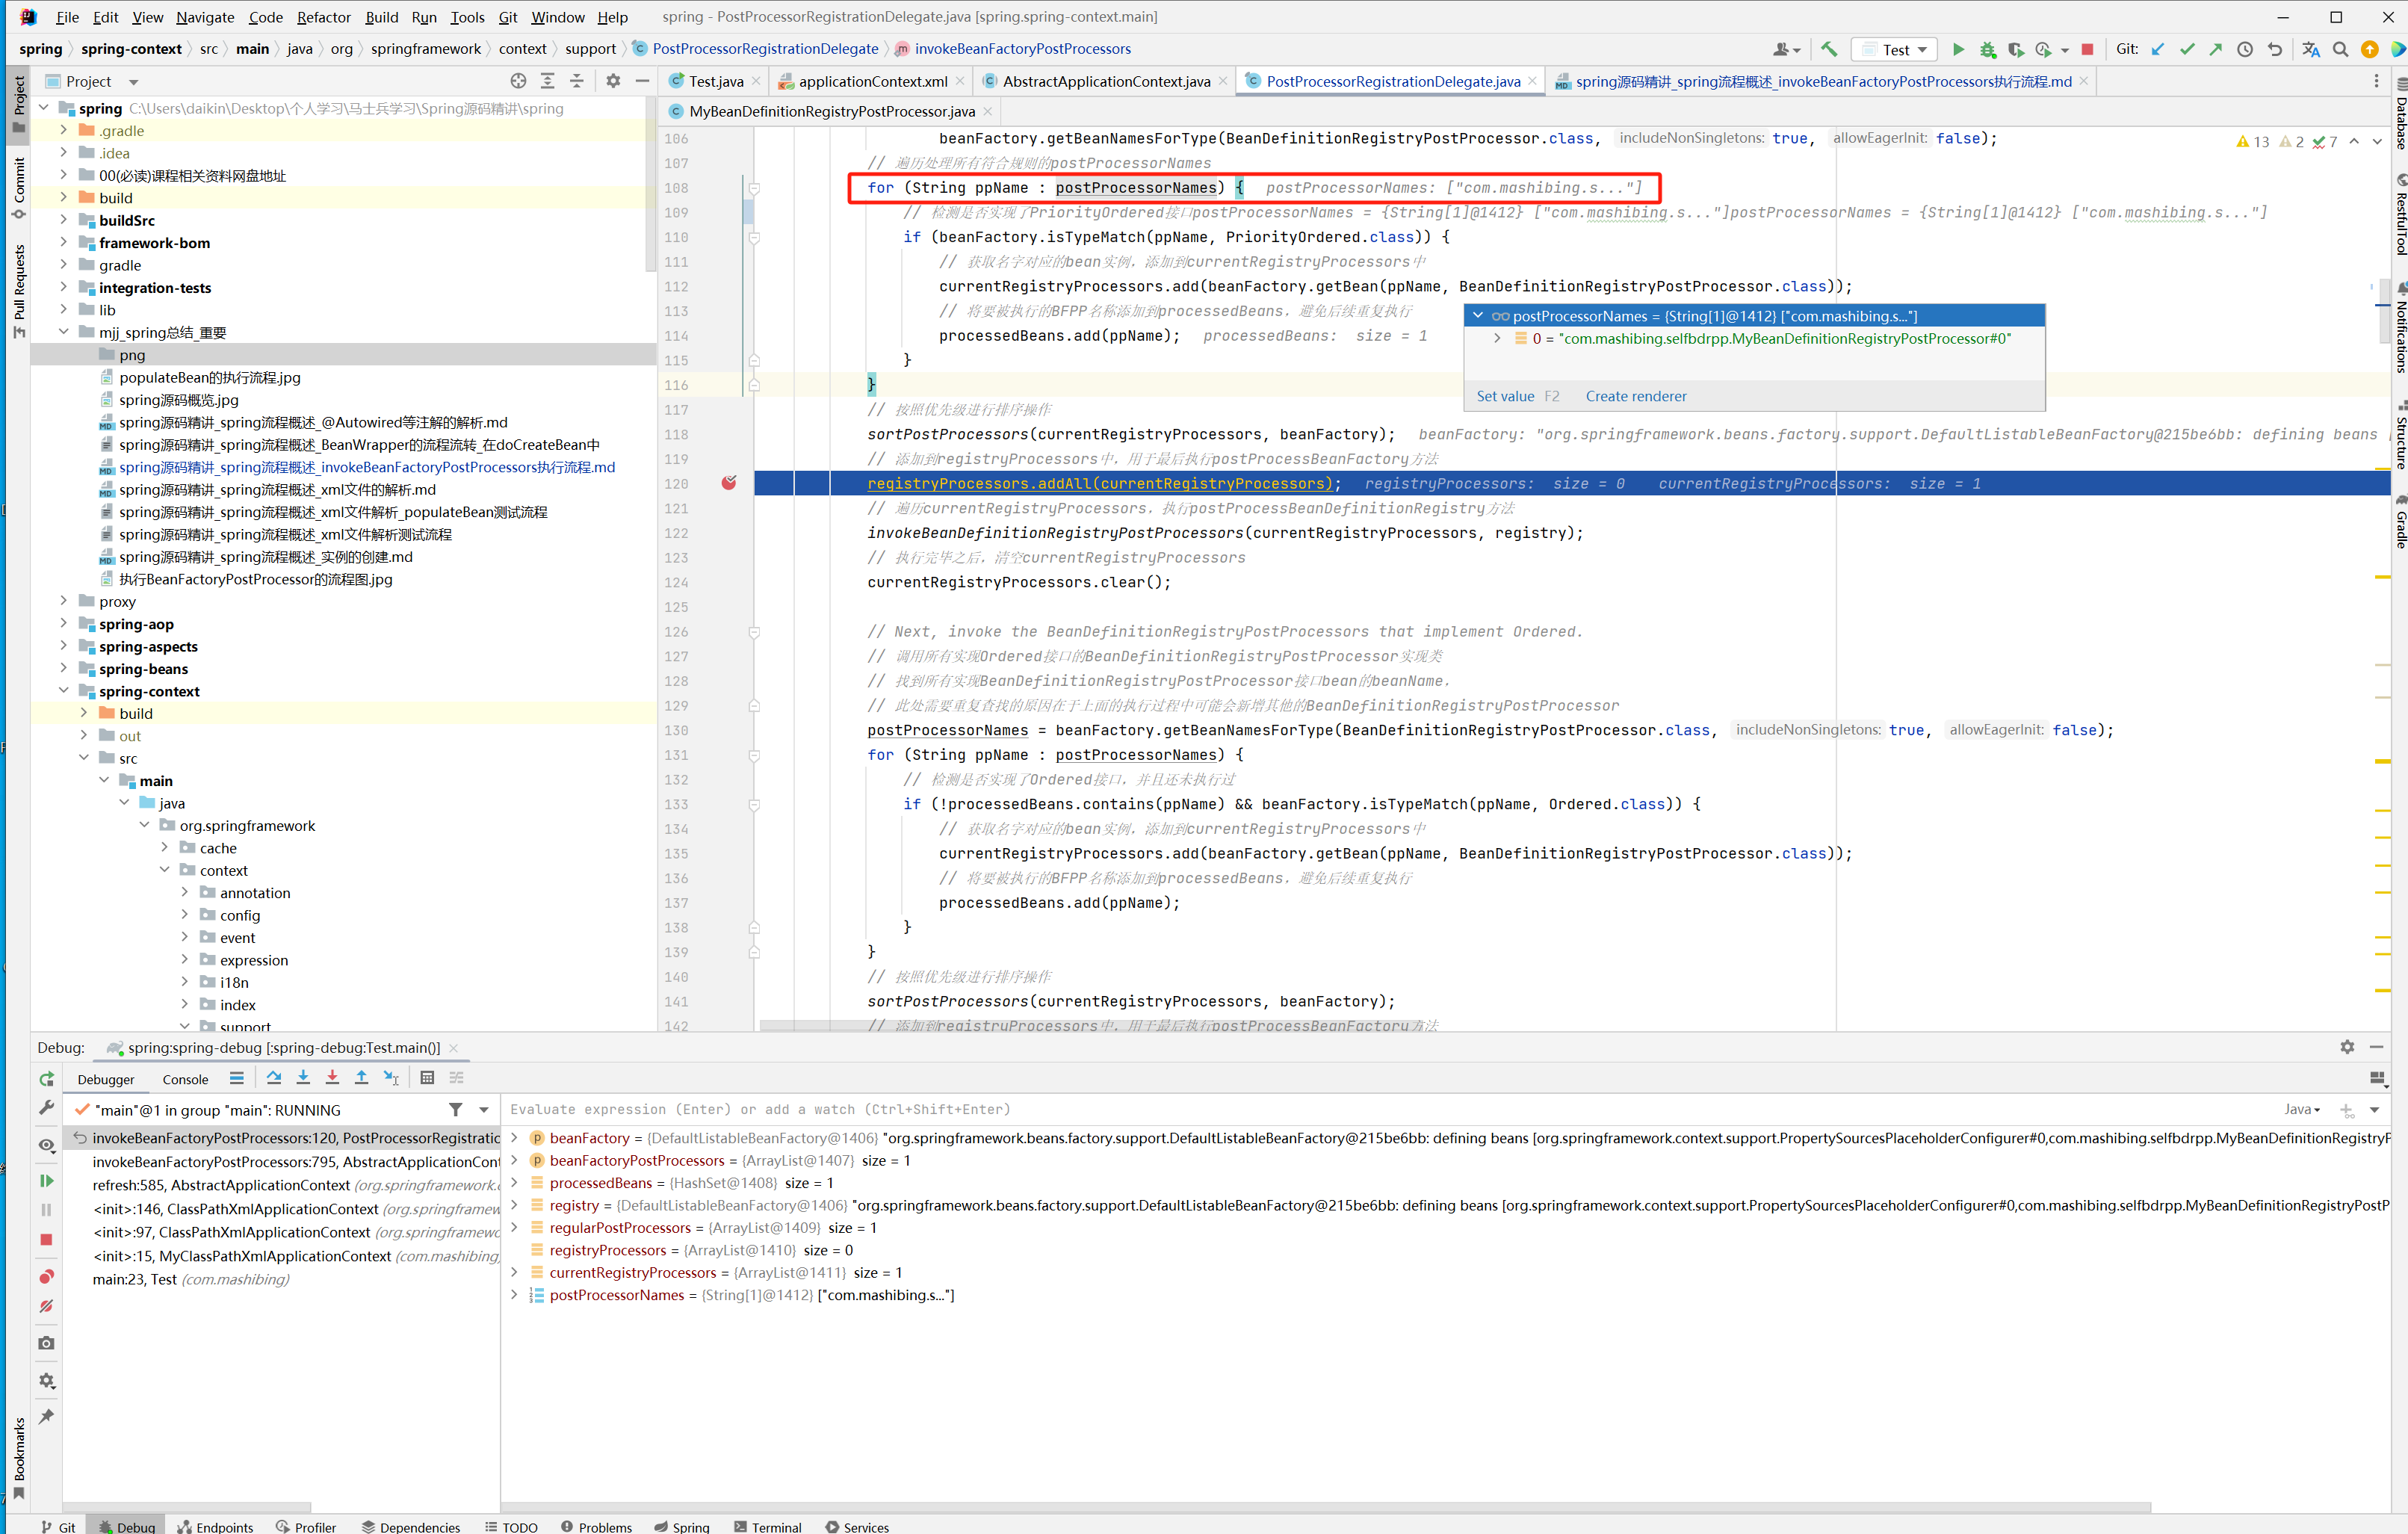 File Edit View Navigate Code Refactor Build Run Tools Git Window Help spring - PostProcessorRegistrationDelegate.java [spring.spring-context.main]
spring spring-context src main java org springframework context support PostProcessorRegistrationDelegate invokeBeanFactoryPostProcessors Test Git:
Project
Test.java applicationContext.xml AbstractApplicationContext.java PostProcessorRegistrationDelegate.java spring源码精讲_spring流程概述_invokeBeanFactoryPostProcessors执行流程.md
MyBeanDefinitionRegistryPostProcessor.java
Project
Commit
Pull Requests
Bookmarks
spring C:\Users\daikin\Desktop\个人学习\马士兵学习\Spring源码精讲\spring
.gradle
.idea
00(必读)课程相关资料网盘地址
build
buildSrc
framework-bom
gradle
integration-tests
lib
mjj_spring总结_重要
png
populateBean的执行流程.jpg
spring源码概览.jpg
spring源码精讲_spring流程概述_@Autowired等注解的解析.md
spring源码精讲_spring流程概述_BeanWrapper的流程流转_在doCreateBean中
spring源码精讲_spring流程概述_invokeBeanFactoryPostProcessors执行流程.md
spring源码精讲_spring流程概述_xml文件的解析.md
spring源码精讲_spring流程概述_xml文件解析_populateBean测试流程
spring源码精讲_spring流程概述_xml文件解析测试流程
spring源码精讲_spring流程概述_实例的创建.md
执行BeanFactoryPostProcessor的流程图.jpg
proxy
spring-aop
spring-aspects
spring-beans
spring-context
build
out
src
main
java
org.springframework
cache
context
annotation
config
event
expression
i18n
index
support
13 2 7
106 beanFactory.getBeanNamesForType(BeanDefinitionRegistryPostProcessor.class, includeNonSingletons: true, allowEagerInit: false);
107 // 遍历处理所有符合规则的postProcessorNames
108 for (String ppName : postProcessorNames) { postProcessorNames: ["com.mashibing.s..."]
109 // 检测是否实现了PriorityOrdered接口postProcessorNames = {String[1]@1412} ["com.mashibing.s..."]postProcessorNames = {String[1]@1412} ["com.mashibing.s..."]
110 if (beanFactory.isTypeMatch(ppName, PriorityOrdered.class)) {
111 // 获取名字对应的bean实例，添加到currentRegistryProcessors中
112 currentRegistryProcessors.add(beanFactory.getBean(ppName, BeanDefinitionRegistryPostProcessor.class));
113 // 将要被执行的BFPP名称添加到processedBeans，避免后续重复执行
114 processedBeans.add(ppName); processedBeans: size = 1
115 }
116 }
117 // 按照优先级进行排序操作
118 sortPostProcessors(currentRegistryProcessors, beanFactory); beanFactory: "org.springframework.beans.factory.support.DefaultListableBeanFactory@215be6bb: defining beans [
119 // 添加到registryProcessors中，用于最后执行postProcessBeanFactory方法
120 registryProcessors.addAll(currentRegistryProcessors); registryProcessors: size = 0 currentRegistryProcessors: size = 1
121 // 遍历currentRegistryProcessors，执行postProcessBeanDefinitionRegistry方法
122 invokeBeanDefinitionRegistryPostProcessors(currentRegistryProcessors, registry);
123 // 执行完毕之后，清空currentRegistryProcessors
124 currentRegistryProcessors.clear();
125
126 // Next, invoke the BeanDefinitionRegistryPostProcessors that implement Ordered.
127 // 调用所有实现Ordered接口的BeanDefinitionRegistryPostProcessor实现类
128 // 找到所有实现BeanDefinitionRegistryPostProcessor接口bean的beanName，
129 // 此处需要重复查找的原因在于上面的执行过程中可能会新增其他的BeanDefinitionRegistryPostProcessor
130 postProcessorNames = beanFactory.getBeanNamesForType(BeanDefinitionRegistryPostProcessor.class, includeNonSingletons: true, allowEagerInit: false);
131 for (String ppName : postProcessorNames) {
132 // 检测是否实现了Ordered接口，并且还未执行过
133 if (!processedBeans.contains(ppName) && beanFactory.isTypeMatch(ppName, Ordered.class)) {
134 // 获取名字对应的bean实例，添加到currentRegistryProcessors中
135 currentRegistryProcessors.add(beanFactory.getBean(ppName, BeanDefinitionRegistryPostProcessor.class));
136 // 将要被执行的BFPP名称添加到processedBeans，避免后续重复执行
137 processedBeans.add(ppName);
138 }
139 }
140 // 按照优先级进行排序操作
141 sortPostProcessors(currentRegistryProcessors, beanFactory);
142 // 添加到registryProcessors中，用于最后执行postProcessBeanFactory方法
postProcessorNames = {String[1]@1412} ["com.mashibing.s..."]
0 = "com.mashibing.selfbdrpp.MyBeanDefinitionRegistryPostProcessor#0"
Set value F2 Create renderer
Database
RestfulTool
Notifications
Structure
Gradle
Debug: spring:spring-debug [:spring-debug:Test.main()]
Debugger Console
"main"@1 in group "main": RUNNING
invokeBeanFactoryPostProcessors:120, PostProcessorRegistratio
invokeBeanFactoryPostProcessors:795, AbstractApplicationCont
refresh:585, AbstractApplicationContext (org.springframework.c
<init>:146, ClassPathXmlApplicationContext (org.springframew
<init>:97, ClassPathXmlApplicationContext (org.springframewo
<init>:15, MyClassPathXmlApplicationContext (com.mashibing,
main:23, Test (com.mashibing)
Evaluate expression (Enter) or add a watch (Ctrl+Shift+Enter) Java
beanFactory = {DefaultListableBeanFactory@1406} "org.springframework.beans.factory.support.DefaultListableBeanFactory@215be6bb: defining beans [org.springframework.context.support.PropertySourcesPlaceholderConfigurer#0,com.mashibing.selfbdrpp.MyBeanDefinitionRegistryP
beanFactoryPostProcessors = {ArrayList@1407} size = 1
processedBeans = {HashSet@1408} size = 1
registry = {DefaultListableBeanFactory@1406} "org.springframework.beans.factory.support.DefaultListableBeanFactory@215be6bb: defining beans [org.springframework.context.support.PropertySourcesPlaceholderConfigurer#0,com.mashibing.selfbdrpp.MyBeanDefinitionRegistryPostP
regularPostProcessors = {ArrayList@1409} size = 1
registryProcessors = {ArrayList@1410} size = 0
currentRegistryProcessors = {ArrayList@1411} size = 1
postProcessorNames = {String[1]@1412} ["com.mashibing.s..."]
Git Debug Endpoints Profiler Dependencies TODO Problems Spring Terminal Services